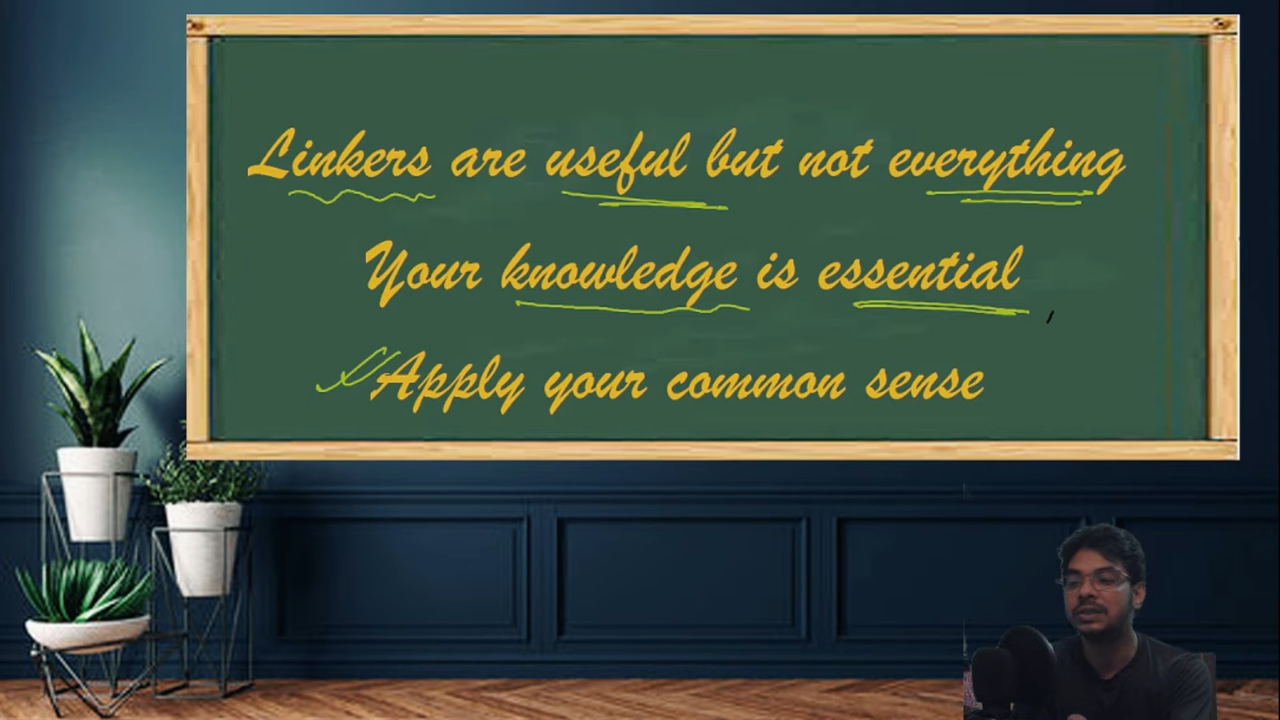 Linkers are useful but not everything
Your knowledge is essential
Apply your common sense